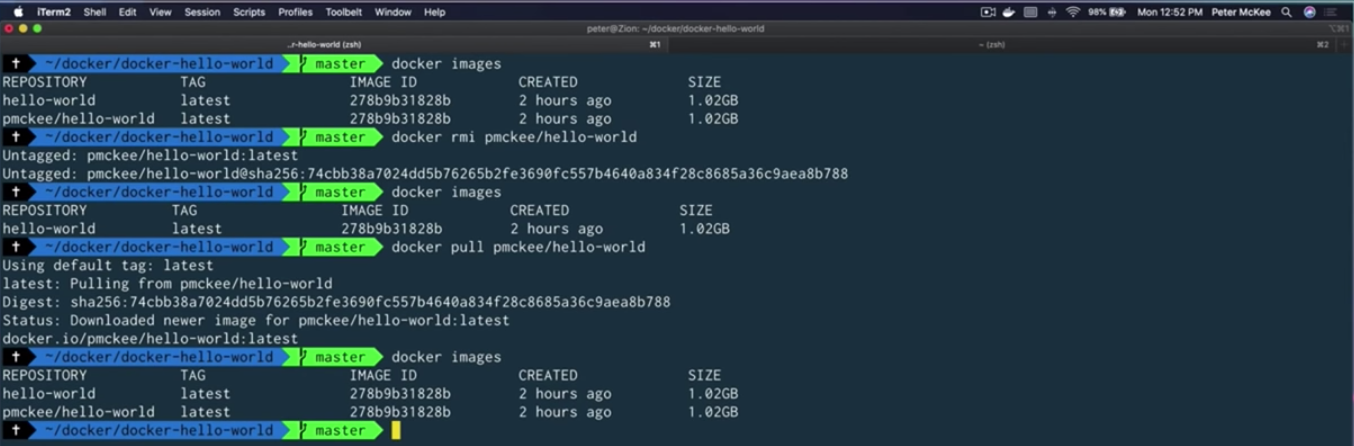 iTerm2 Shell Edit View Session Scripts Profiles Toolbelt Window Help 98% Mon 12:52 PM Peter McKee
peter@Zion: ~/docker/docker-hello-world ⌥⌘1
..r-hello-world (zsh) ⌘1 ~ (zsh) ⌘2
~/docker/docker-hello-world master docker images
REPOSITORY TAG IMAGE ID CREATED SIZE
hello-world latest 278b9b31828b 2 hours ago 1.02GB
pmckee/hello-world latest 278b9b31828b 2 hours ago 1.02GB
~/docker/docker-hello-world master docker rmi pmckee/hello-world
Untagged: pmckee/hello-world:latest
Untagged: pmckee/hello-world@sha256:74cbb38a7024dd5b76265b2fe3690fc557b4640a834f28c8685a36c9aea8b788
~/docker/docker-hello-world master docker images
REPOSITORY TAG IMAGE ID CREATED SIZE
hello-world latest 278b9b31828b 2 hours ago 1.02GB
~/docker/docker-hello-world master docker pull pmckee/hello-world
Using default tag: latest
latest: Pulling from pmckee/hello-world
Digest: sha256:74cbb38a7024dd5b76265b2fe3690fc557b4640a834f28c8685a36c9aea8b788
Status: Downloaded newer image for pmckee/hello-world:latest
docker.io/pmckee/hello-world:latest
~/docker/docker-hello-world master docker images
REPOSITORY TAG IMAGE ID CREATED SIZE
hello-world latest 278b9b31828b 2 hours ago 1.02GB
pmckee/hello-world latest 278b9b31828b 2 hours ago 1.02GB
~/docker/docker-hello-world master